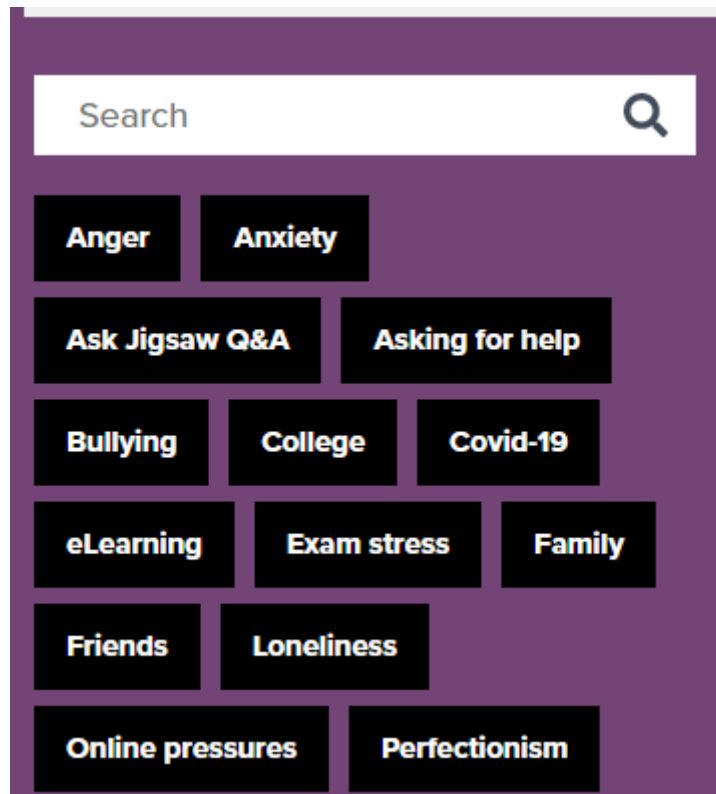 Search
Anger Anxiety
Ask Jigsaw Q&A Asking for help
Bullying College Covid-19
eLearning Exam stress Family
Friends Loneliness
Online pressures Perfectionism